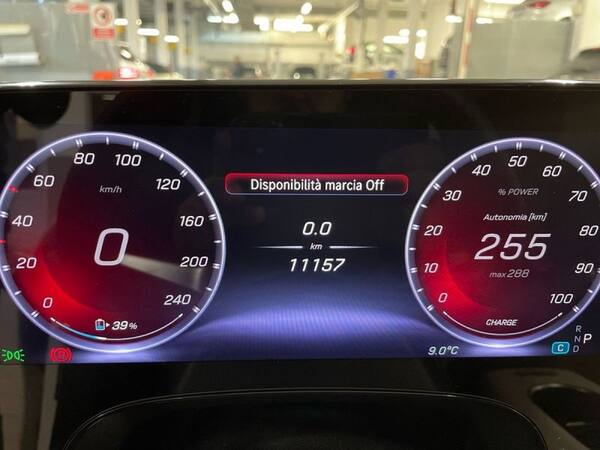 Disponibilità marcia Off
80 100
60 120
km/h
40 160
0
20 200
0 240
39%
0.0
km
11157
40 50 60
30 70
% POWER
Autonomia [km]
20 80
255
max 288
10 90
0 100
CHARGE
9.0°C
C
R
N
D
P